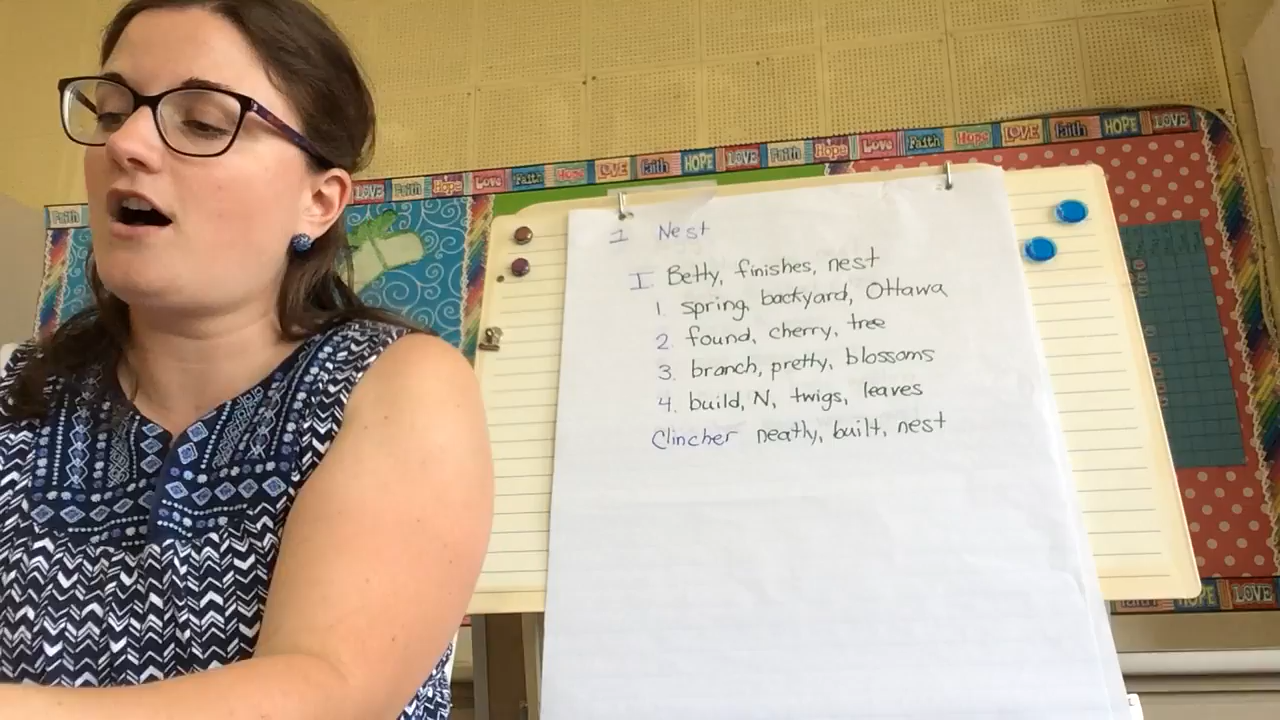 LOVE Faith Hope Love Faith Hope LOVE faith HOPE LOVE Faith Hope Love Faith Hope LOVE faith HOPE LOVE
Faith
1 Nest
I. Betty, finishes, nest
1. spring, backyard, Ottawa
2. found, cherry, tree
3. branch, pretty, blossoms
4. build, N, twigs, leaves
Clincher neatly, built, nest
faith HOPE LOVE